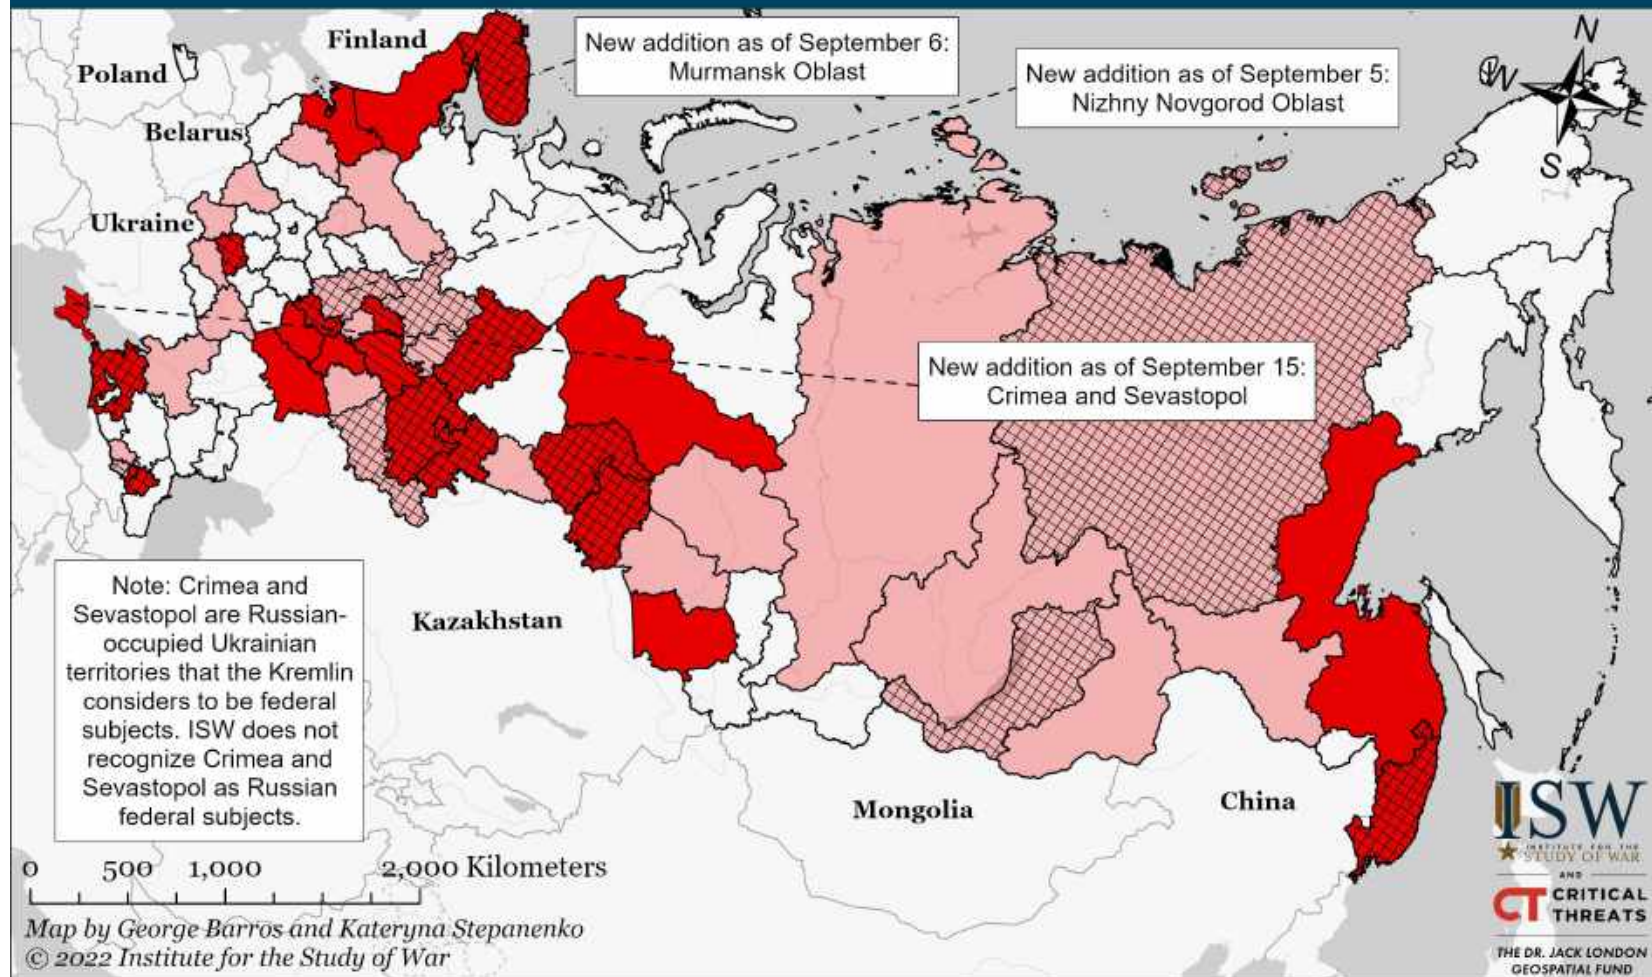 Finland
Poland
Belarus
Ukraine
New addition as of September 6:
Murmansk Oblast
New addition as of September 5:
Nizhny Novgorod Oblast
N
W
E
S
New addition as of September 15:
Crimea and Sevastopol
Note: Crimea and
Sevastopol are Russian-
occupied Ukrainian
territories that the Kremlin
considers to be federal
subjects. ISW does not
recognize Crimea and
Sevastopol as Russian
federal subjects.
Kazakhstan
Mongolia
China
0 500 1,000 2,000 Kilometers
Map by George Barros and Kateryna Stepanenko
© 2022 Institute for the Study of War
ISW
INSTITUTE FOR THE
STUDY OF WAR
AND
CT CRITICAL
THREATS
THE DR. JACK LONDON
GEOSPATIAL FUND